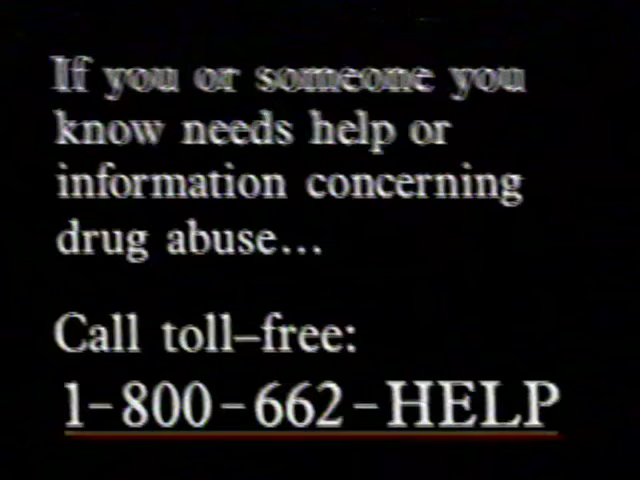 If you or someone you
know needs help or
information concerning
drug abuse...
Call toll-free:
1-800-662-HELP